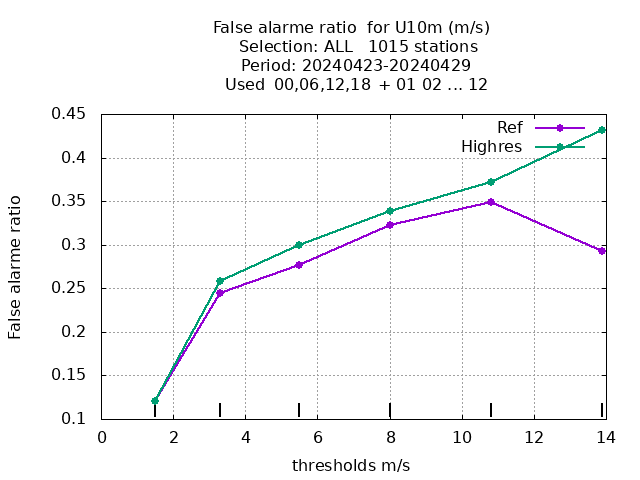 False alarme ratio  for U10m (m/s)
Selection: ALL   1015 stations
Period: 20240423-20240429
Used  00,06,12,18  + 01 02 ... 12
0.45
0.4
0.35
0.3
0.25
0.2
0.15
0.1
False alarme ratio
Ref
Highres
0 2 4 6 8 10 12 14
thresholds m/s